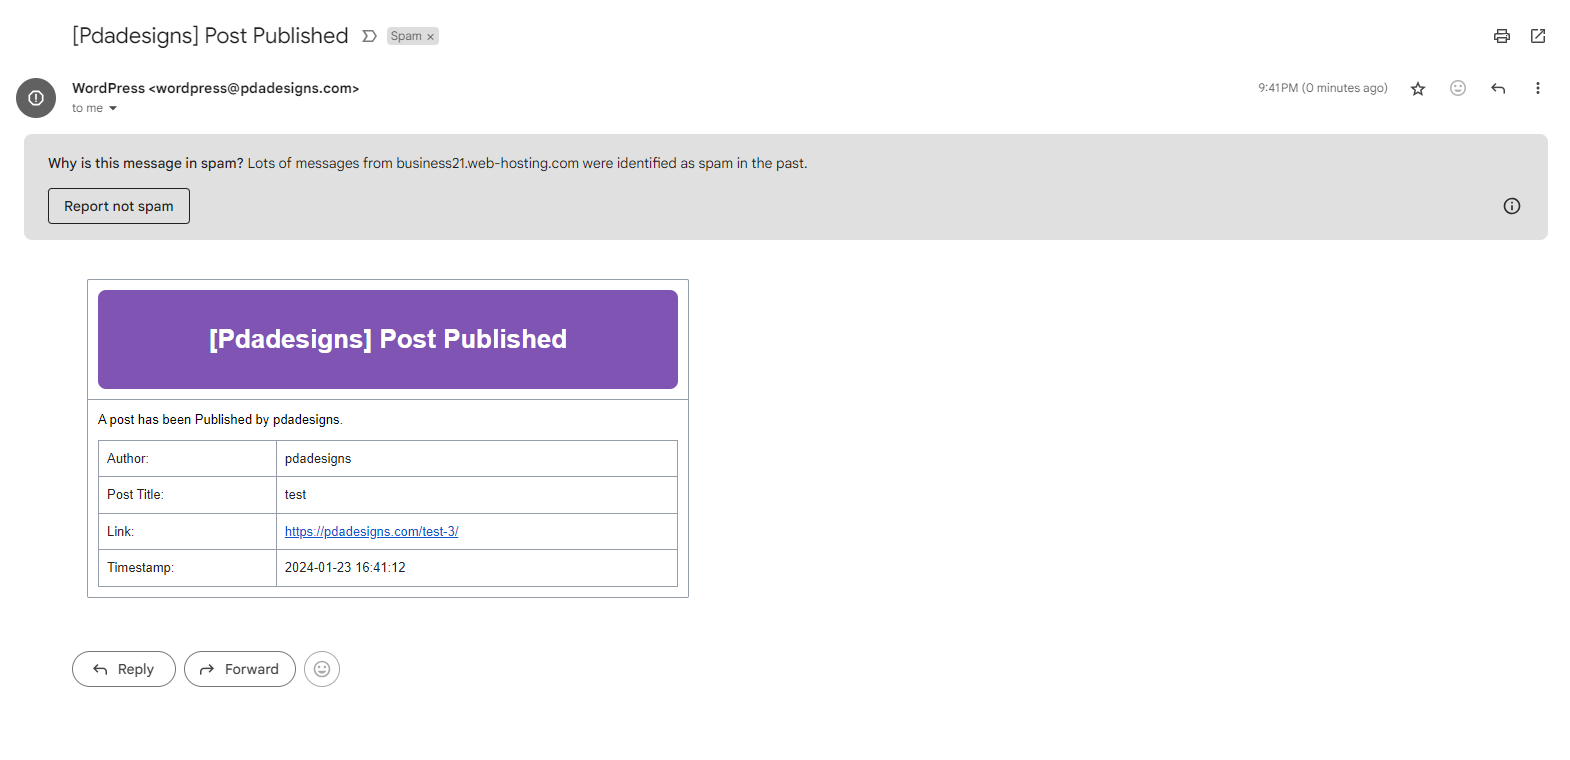 [Pdadesigns] Post Published Spam ×
WordPress <wordpress@pdadesigns.com> 9:41 PM (0 minutes ago)
to me
Why is this message in spam? Lots of messages from business21.web-hosting.com were identified as spam in the past.
Report not spam
[Pdadesigns] Post Published
A post has been Published by pdadesigns.
Author: pdadesigns
Post Title: test
Link: https://pdadesigns.com/test-3/
Timestamp: 2024-01-23 16:41:12
Reply Forward